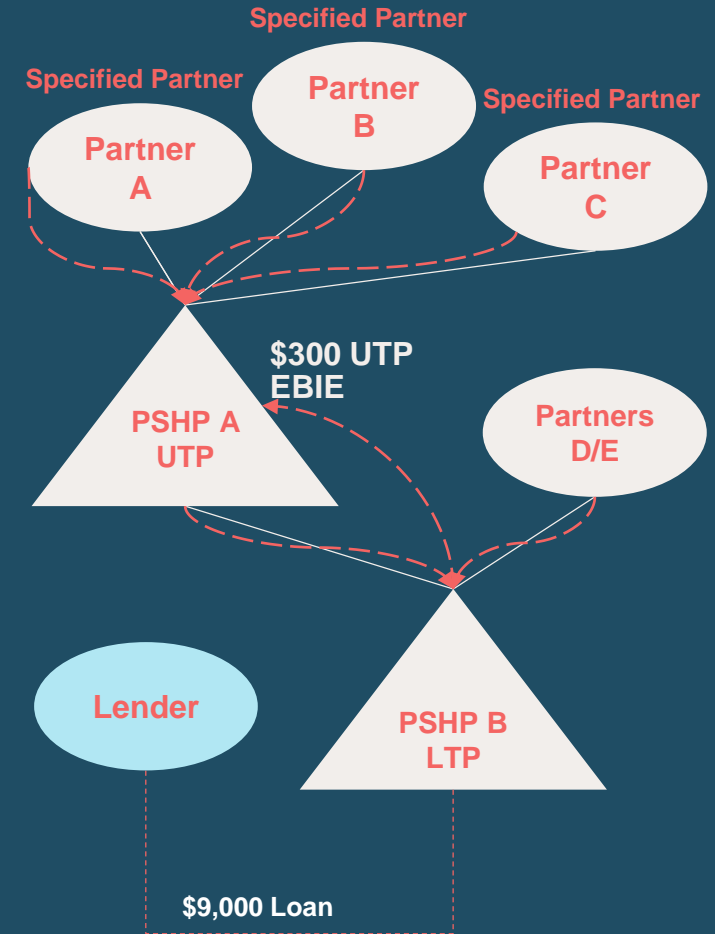 Specified Partner
Specified Partner
Specified Partner
Partner
A
Partner
B
Partner
C
$300 UTP
EBIE
PSHP A
UTP
Partners
D/E
Lender
PSHP B
LTP
$9,000 Loan